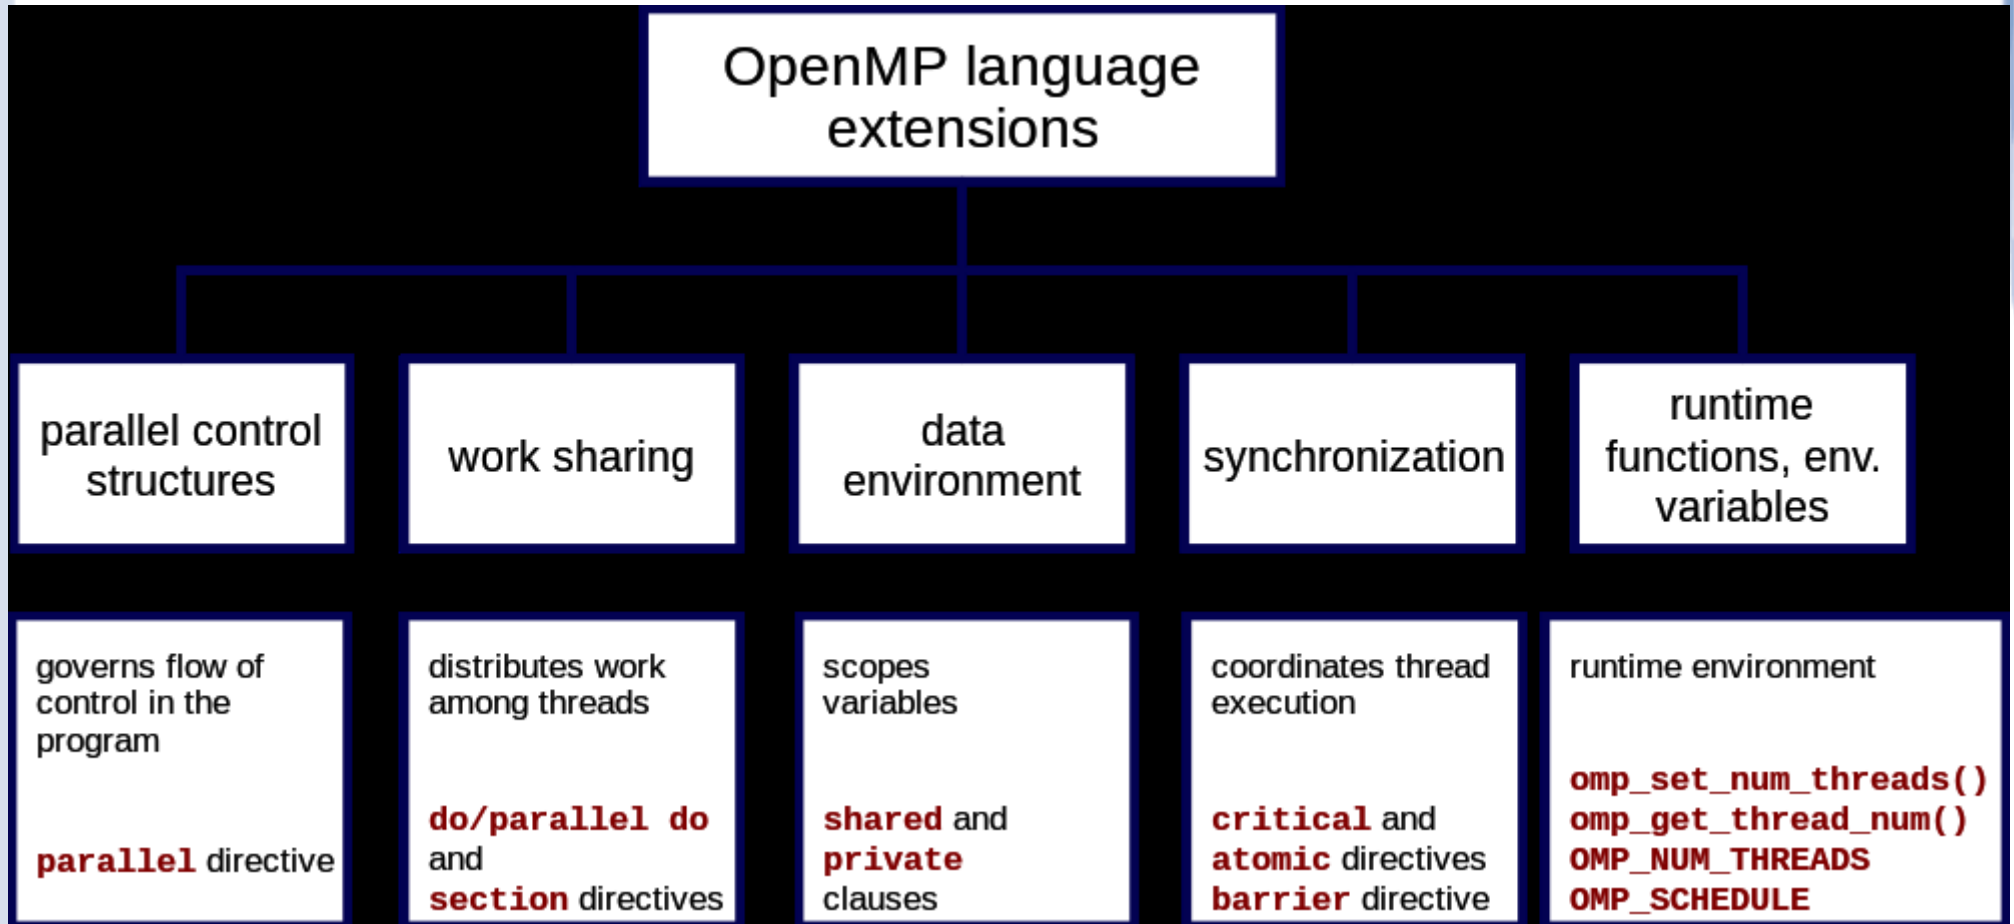 OpenMP language
extensions
parallel control
structures
work sharing
data
environment
synchronization
runtime
functions, env.
variables
governs flow of
control in the
program
parallel directive
distributes work
among threads
do/parallel do
and
section directives
scopes
variables
shared and
private
clauses
coordinates thread
execution
critical and
atomic directives
barrier directive
runtime environment
omp_set_num_threads()
omp_get_thread_num()
OMP_NUM_THREADS
OMP_SCHEDULE